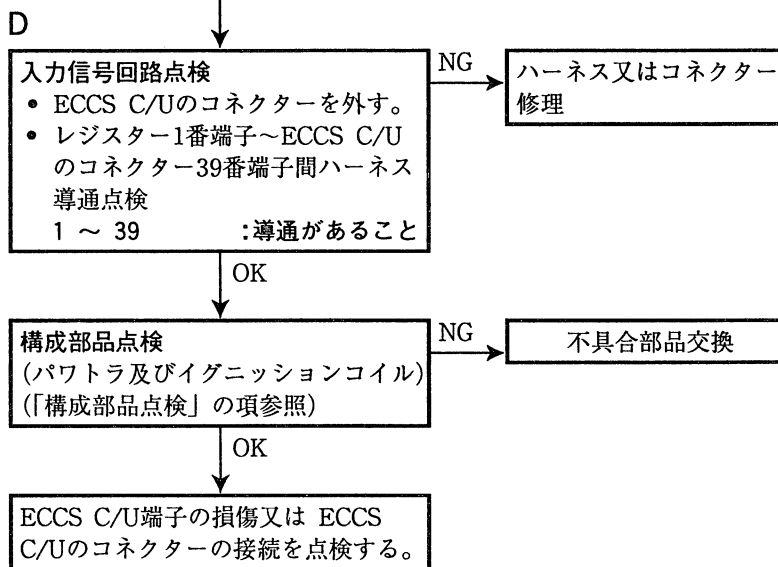 D
入力信号回路点検
• ECCS C/Uのコネクターを外す。
• レジスター1番端子～ECCS C/U
のコネクター39番端子間ハーネス
導通点検
1 ～ 39 :導通があること
NG
ハーネス又はコネクター
修理
OK
構成部品点検
(パワトラ及びイグニッションコイル)
(「構成部品点検」の項参照)
NG
不具合部品交換
OK
ECCS C/U端子の損傷又は ECCS
C/Uのコネクターの接続を点検する。